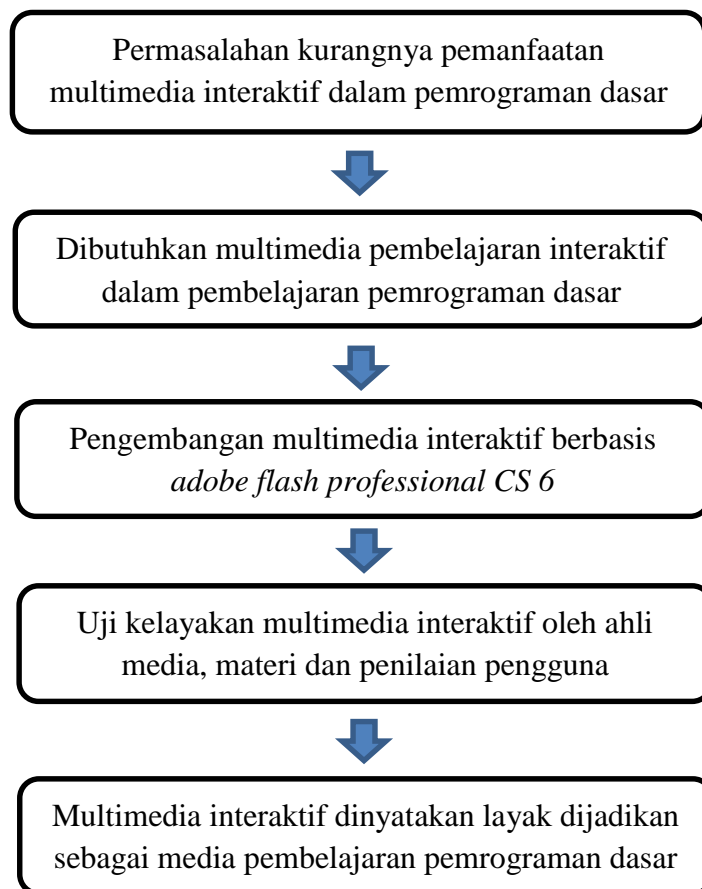 Permasalahan kurangnya pemanfaatan
multimedia interaktif dalam pemrograman dasar
Dibutuhkan multimedia pembelajaran interaktif
dalam pembelajaran pemrograman dasar
Pengembangan multimedia interaktif berbasis
adobe flash professional CS 6
Uji kelayakan multimedia interaktif oleh ahli
media, materi dan penilaian pengguna
Multimedia interaktif dinyatakan layak dijadikan
sebagai media pembelajaran pemrograman dasar